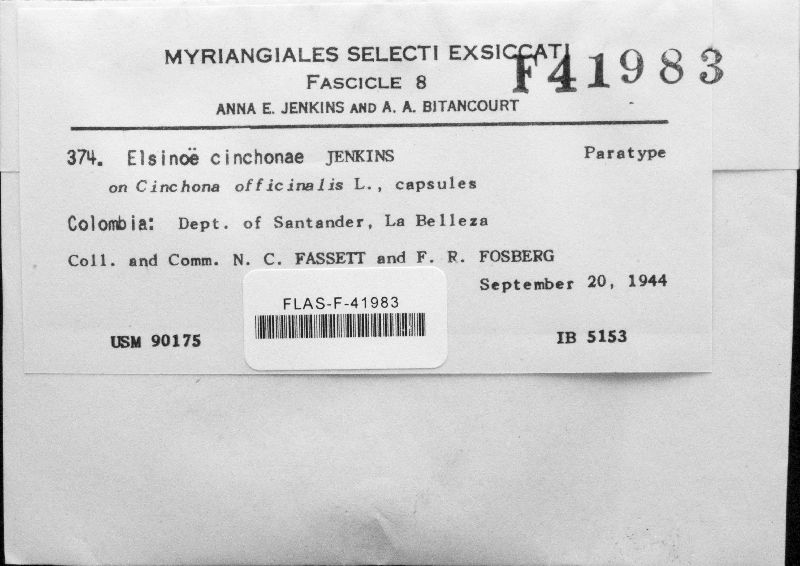 MYRIANGIALES SELECTI EXSICCATI
F41983
FASCICLE 8
ANNA E. JENKINS AND A. A. BITANCOURT
374. Elsinoë cinchonae JENKINS Paratype
on Cinchona officinalis L., capsules
Colombia: Dept. of Santander, La Belleza
Coll. and Comm. N. C. FASSETT and F. R. FOSBERG
September 20, 1944
FLAS-F-41983
USM 90175
IB 5153